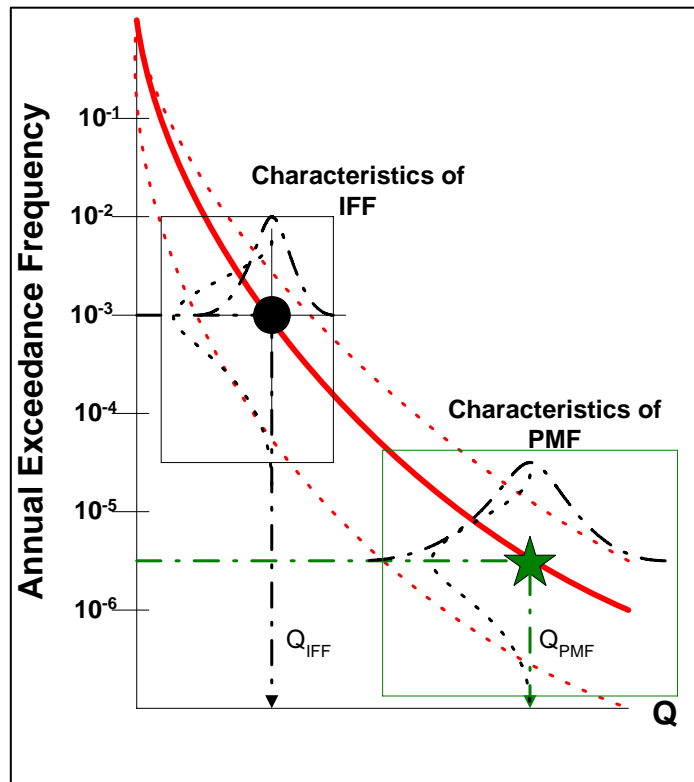 Annual Exceedance Frequency
10-1
Characteristics of
IFF
10-2
10-3
10-4
Characteristics of
PMF
10-5
10-6
QIFF
QPMF
Q